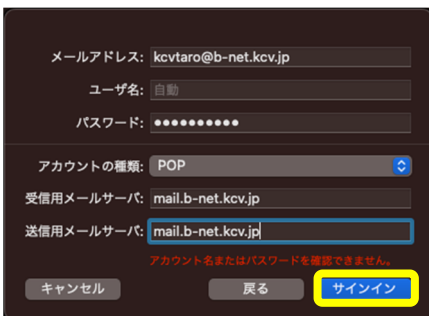 メールアドレス: kcvtaro@b-net.kcv.jp
ユーザ名: 自動
パスワード: ●●●●●●●●●●
アカウントの種類: POP
受信用メールサーバ: mail.b-net.kcv.jp
送信用メールサーバ: mail.b-net.kcv.jp
アカウント名またはパスワードを確認できません。
キャンセル 戻る サインイン